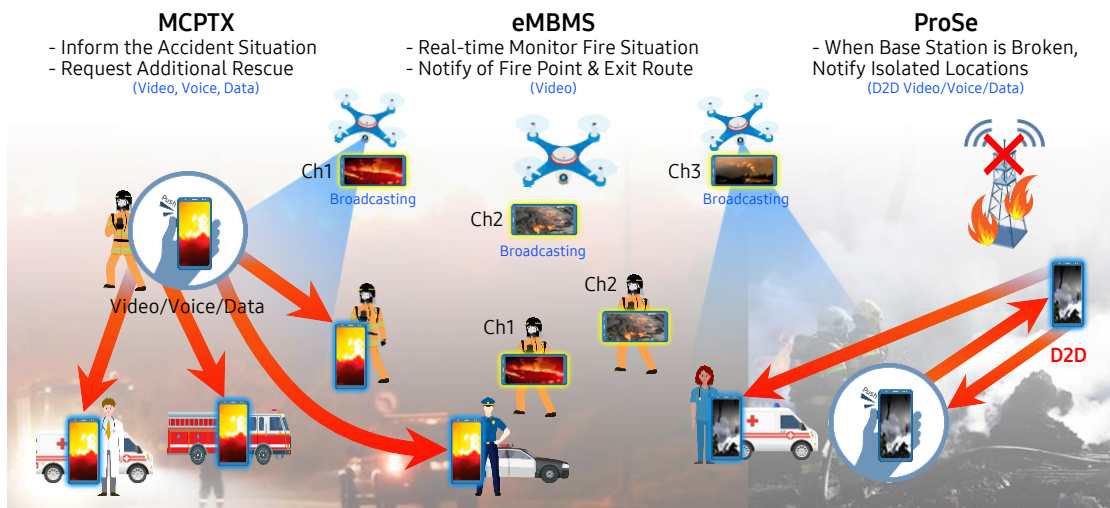 MCPTX
- Inform the Accident Situation
- Request Additional Rescue
(Video, Voice, Data)
eMBMS
- Real-time Monitor Fire Situation
- Notify of Fire Point & Exit Route
(Video)
ProSe
- When Base Station is Broken,
Notify Isolated Locations
(D2D Video/Voice/Data)
Ch1
Broadcasting
Ch2
Broadcasting
Ch3
Broadcasting
Push
Video/Voice/Data
Ch1
Ch2
D2D
Push